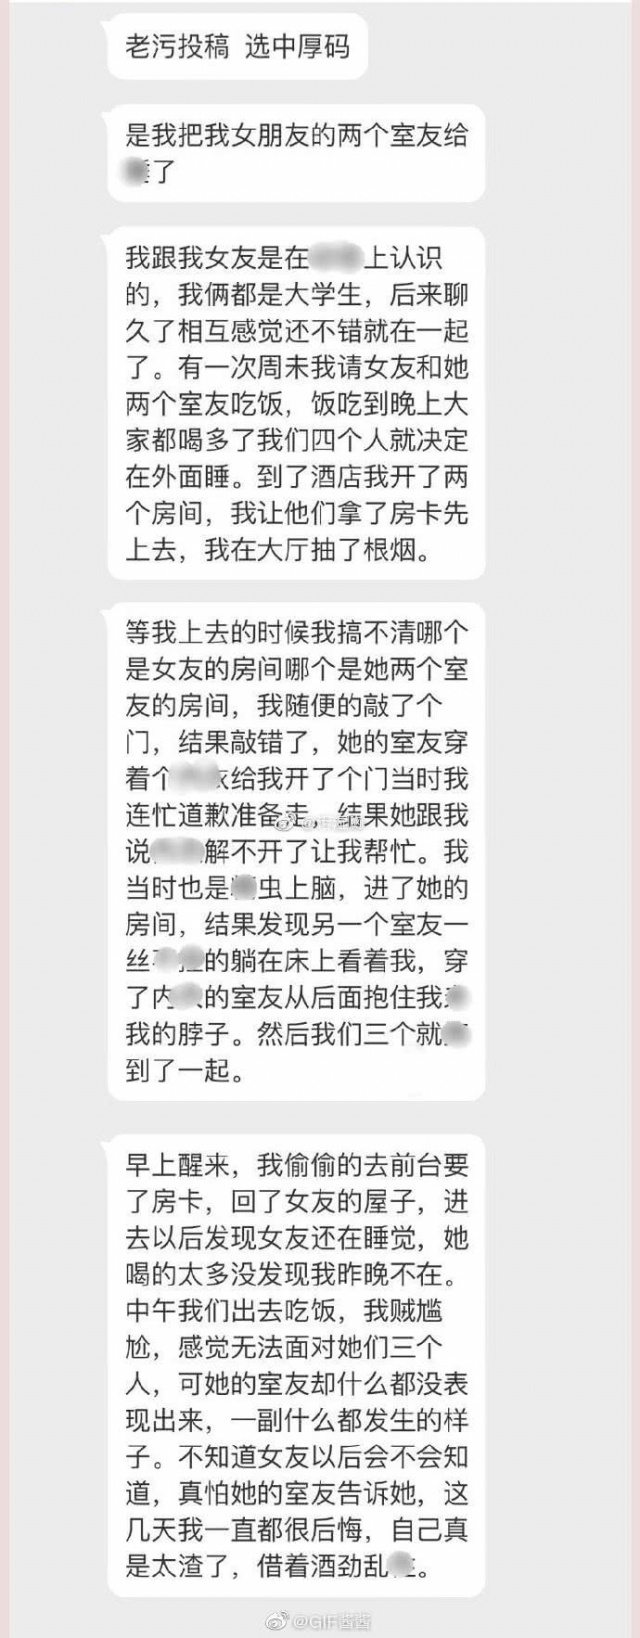 老污投稿 选中厚码
是我把我女朋友的两个室友给
了
我跟我女友是在 上认识
的，我俩都是大学生，后来聊
久了相互感觉还不错就在一起
了。有一次周未我请女友和她
两个室友吃饭，饭吃到晚上大
家都喝多了我们四个人就决定
在外面睡。到了酒店我开了两
个房间，我让他们拿了房卡先
上去，我在大厅抽了根烟。
等我上去的时候我搞不清哪个
是女友的房间哪个是她两个室
友的房间，我随便的敲了个
门，结果敲错了，她的室友穿
着个 给我开了个门当时我
连忙道歉准备走，结果她跟我
说 解不开了让我帮忙。我
当时也是 虫上脑，进了她的
房间，结果发现另一个室友一
丝 的躺在床上看着我，穿
了内 的室友从后面抱住我
我的脖子。然后我们三个就
到了一起。
早上醒来，我偷偷的去前台要
了房卡，回了女友的屋子，进
去以后发现女友还在睡觉，她
喝的太多没发现我昨晚不在。
中午我们出去吃饭，我贼尴
尬，感觉无法面对她们三个
人，可她的室友却什么都没表
现出来，一副什么都发生的样
子。不知道女友以后会不会知
道，真怕她的室友告诉她，这
几天我一直都很后悔，自己真
是太渣了，借着酒劲乱 。
@GIF酱酱